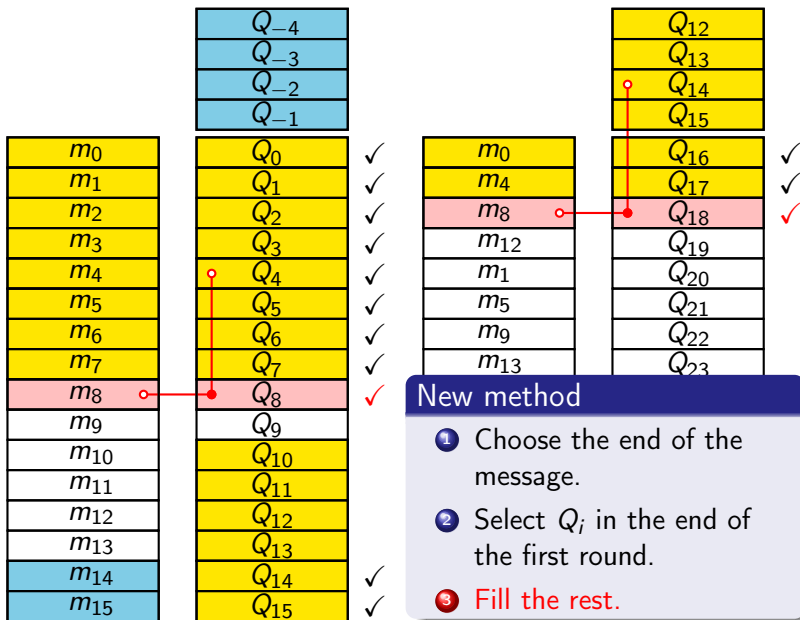 Q₋₄
Q₋₃
Q₋₂
Q₋₁
m₀ Q₀ ✓
m₁ Q₁ ✓
m₂ Q₂ ✓
m₃ Q₃ ✓
m₄ Q₄ ✓
m₅ Q₅ ✓
m₆ Q₆ ✓
m₇ Q₇ ✓
m₈ Q₈ ✓
m₉ Q₉
m₁₀ Q₁₀
m₁₁ Q₁₁
m₁₂ Q₁₂
m₁₃ Q₁₃
m₁₄ Q₁₄ ✓
m₁₅ Q₁₅ ✓
Q₁₂
Q₁₃
Q₁₄
Q₁₅
m₀ Q₁₆ ✓
m₄ Q₁₇ ✓
m₈ Q₁₈ ✓
m₁₂ Q₁₉
m₁ Q₂₀
m₅ Q₂₁
m₉ Q₂₂
m₁₃ Q₂₃
New method
1 Choose the end of the
message.
2 Select Qᵢ in the end of
the first round.
3 Fill the rest.